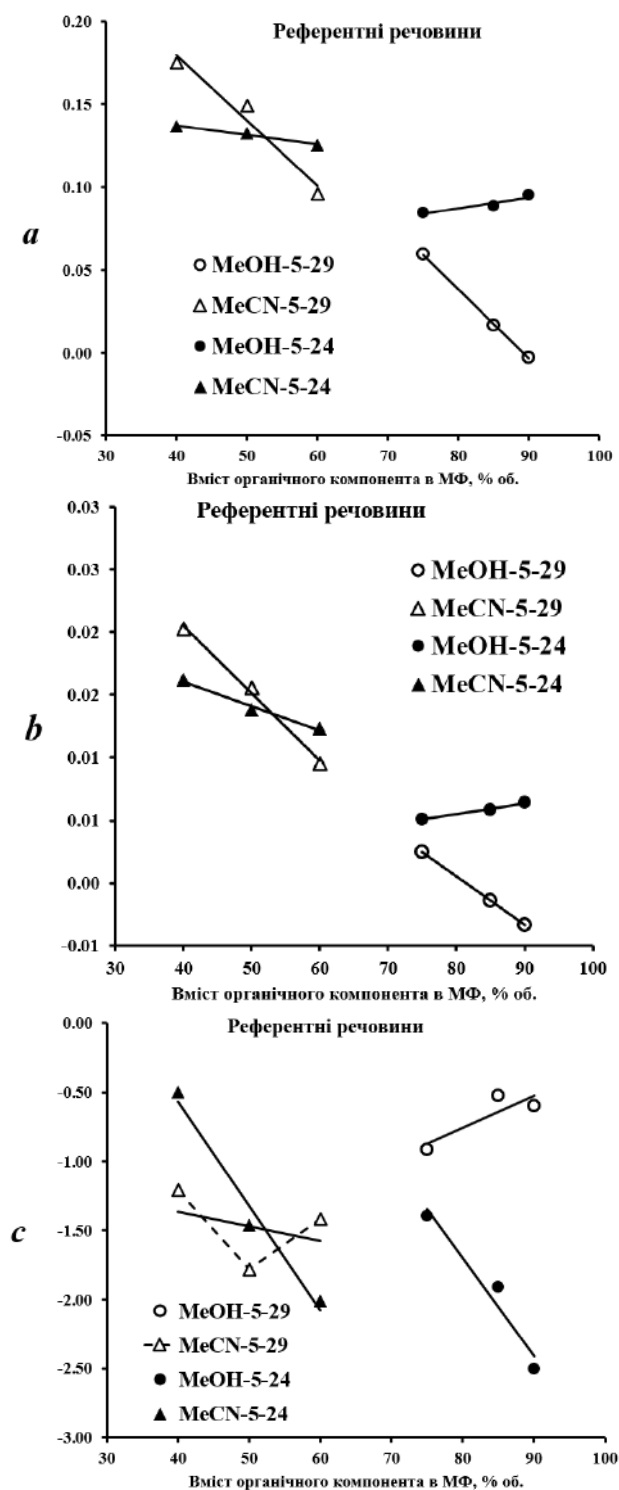 Референтні речовини
0.20
0.15
0.10
0.05
0.00
-0.05
a
MeOH-5-29
MeCN-5-29
MeOH-5-24
MeCN-5-24
30 40 50 60 70 80 90 100
Вміст органічного компонента в МФ, % об.
Референтні речовини
0.03
0.03
0.02
0.02
0.01
0.01
0.00
-0.01
b
MeOH-5-29
MeCN-5-29
MeOH-5-24
MeCN-5-24
30 40 50 60 70 80 90 100
Вміст органічного компонента в МФ, % об.
Референтні речовини
0.00
-0.50
-1.00
-1.50
-2.00
-2.50
-3.00
c
MeOH-5-29
MeCN-5-29
MeOH-5-24
MeCN-5-24
30 40 50 60 70 80 90 100
Вміст органічного компонента в МФ, % об.